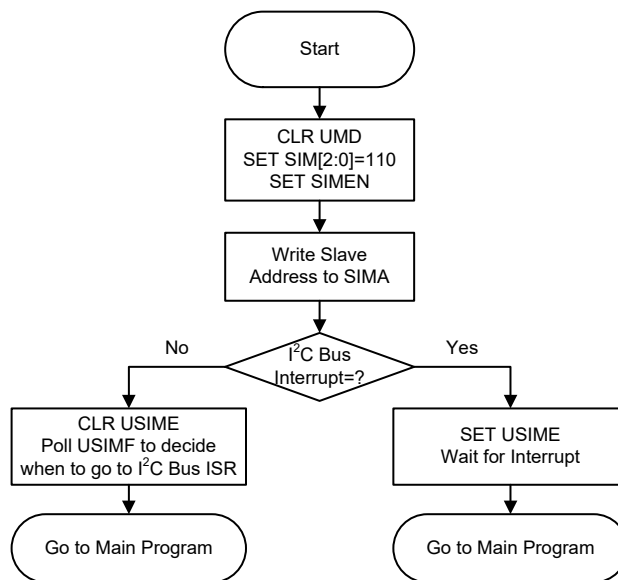 Start
CLR UMD
SET SIM[2:0]=110
SET SIMEN
Write Slave
Address to SIMA
No
I²C Bus
Interrupt=?
Yes
CLR USIME
Poll USIMF to decide
when to go to I²C Bus ISR
SET USIME
Wait for Interrupt
Go to Main Program
Go to Main Program